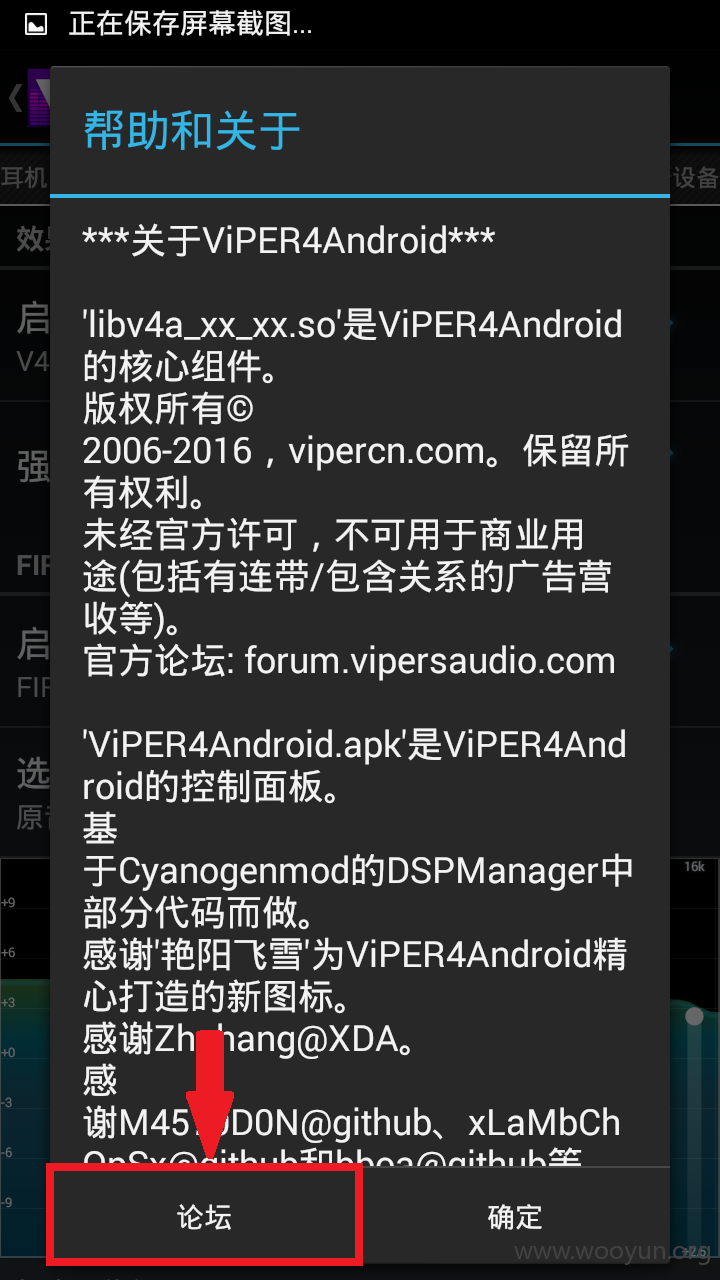 正在保存屏幕截图...
帮助和关于
耳机
设备
效
***关于ViPER4Android***
'libv4a_xx_xx.so'是ViPER4Android
的核心组件。
版权所有©
2006-2016，vipercn.com。保留所
有权利。
未经官方许可，不可用于商业用
途(包括有连带/包含关系的广告营
收等)。
官方论坛: forum.vipersaudio.com
'ViPER4Android.apk'是ViPER4And
roid的控制面板。
基
于Cyanogenmod的DSPManager中
部分代码而做。
感谢'艳阳飞雪'为ViPER4Android精
心打造的新图标。
感谢Zh hang@XDA。
感
谢M45 D0N@github、xLaMbCh
@github和 @github等
启
V4
强
FIR
启
FIR
选
原
16k
+9
+6
+3
+0
-3
-6
-9
论坛
确定
www.wooyun.org